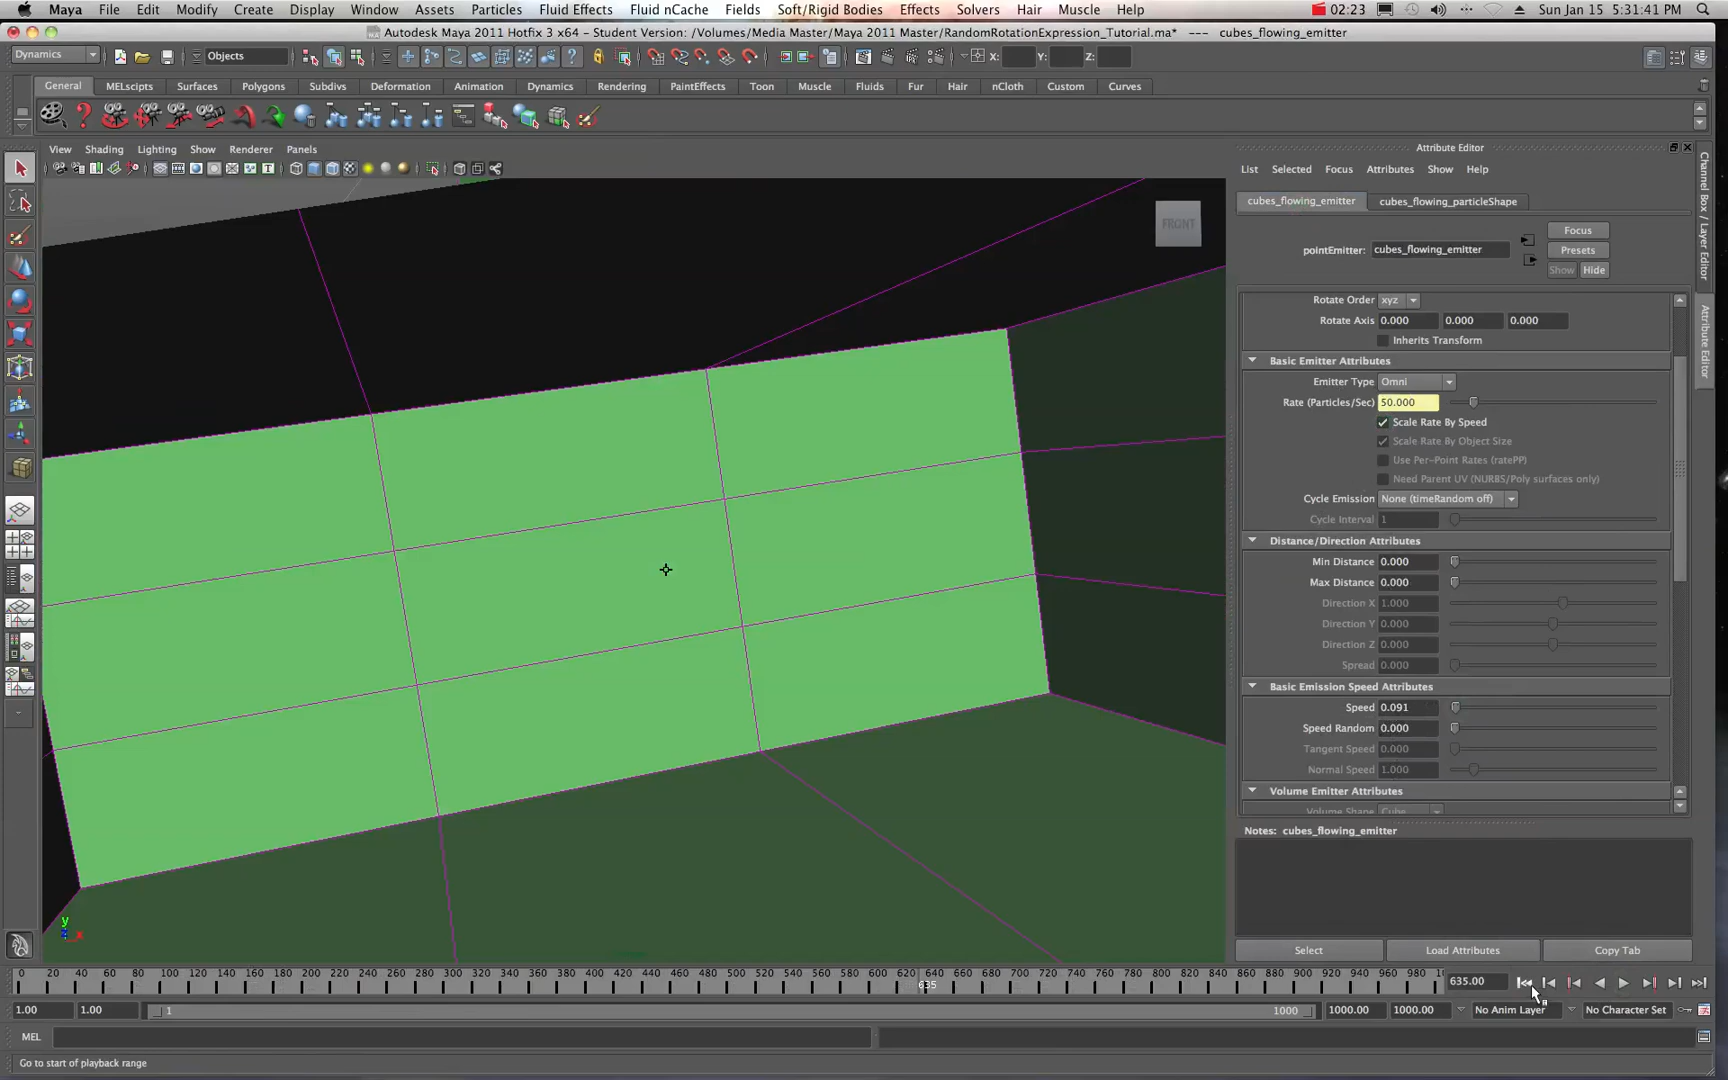 Maya File Edit Modify Create Display Window Assets Particles Fluid Effects Fluid nCache Fields Soft/Rigid Bodies Effects Solvers Hair Muscle Help 02:23 Sun Jan 15 5:31:41 PM
Autodesk Maya 2011 Hotfix 3 x64 - Student Version: /Volumes/Media Master/Maya 2011 Master/RandomRotationExpression_Tutorial.ma* --- cubes_flowing_emitter
Dynamics Objects X: Y: Z:
General MELscipts Surfaces Polygons Subdivs Deformation Animation Dynamics Rendering PaintEffects Toon Muscle Fluids Fur Hair nCloth Custom Curves
View Shading Lighting Show Renderer Panels
Attribute Editor
List Selected Focus Attributes Show Help
cubes_flowing_emitter cubes_flowing_particleShape
FRONT
Focus
pointEmitter: cubes_flowing_emitter Presets
Show Hide
Rotate Order xyz
Rotate Axis 0.000 0.000 0.000
Inherits Transform
Basic Emitter Attributes
Emitter Type Omni
Rate (Particles/Sec) 50.000
Scale Rate By Speed
Scale Rate By Object Size
Use Per-Point Rates (ratePP)
Need Parent UV (NURBS/Poly surfaces only)
Cycle Emission None (timeRandom off)
Cycle Interval 1
Distance/Direction Attributes
Min Distance 0.000
Max Distance 0.000
Direction X 1.000
Direction Y 0.000
Direction Z 0.000
Spread 0.000
Basic Emission Speed Attributes
Speed 0.091
Speed Random 0.000
Tangent Speed 0.000
Normal Speed 1.000
Volume Emitter Attributes
Volume Shape Cube
Notes: cubes_flowing_emitter
Select Load Attributes Copy Tab
Channel Box / Layer Editor
Attribute Editor
y
z x
0 20 40 60 80 100 120 140 160 180 200 220 240 260 280 300 320 340 360 380 400 420 440 460 480 500 520 540 560 580 600 620 640 660 680 700 720 740 760 780 800 820 840 860 880 900 920 940 960 980 10
635 635.00
1.00 1.00 1 1000 1000.00 1000.00 No Anim Layer No Character Set
MEL
Go to start of playback range